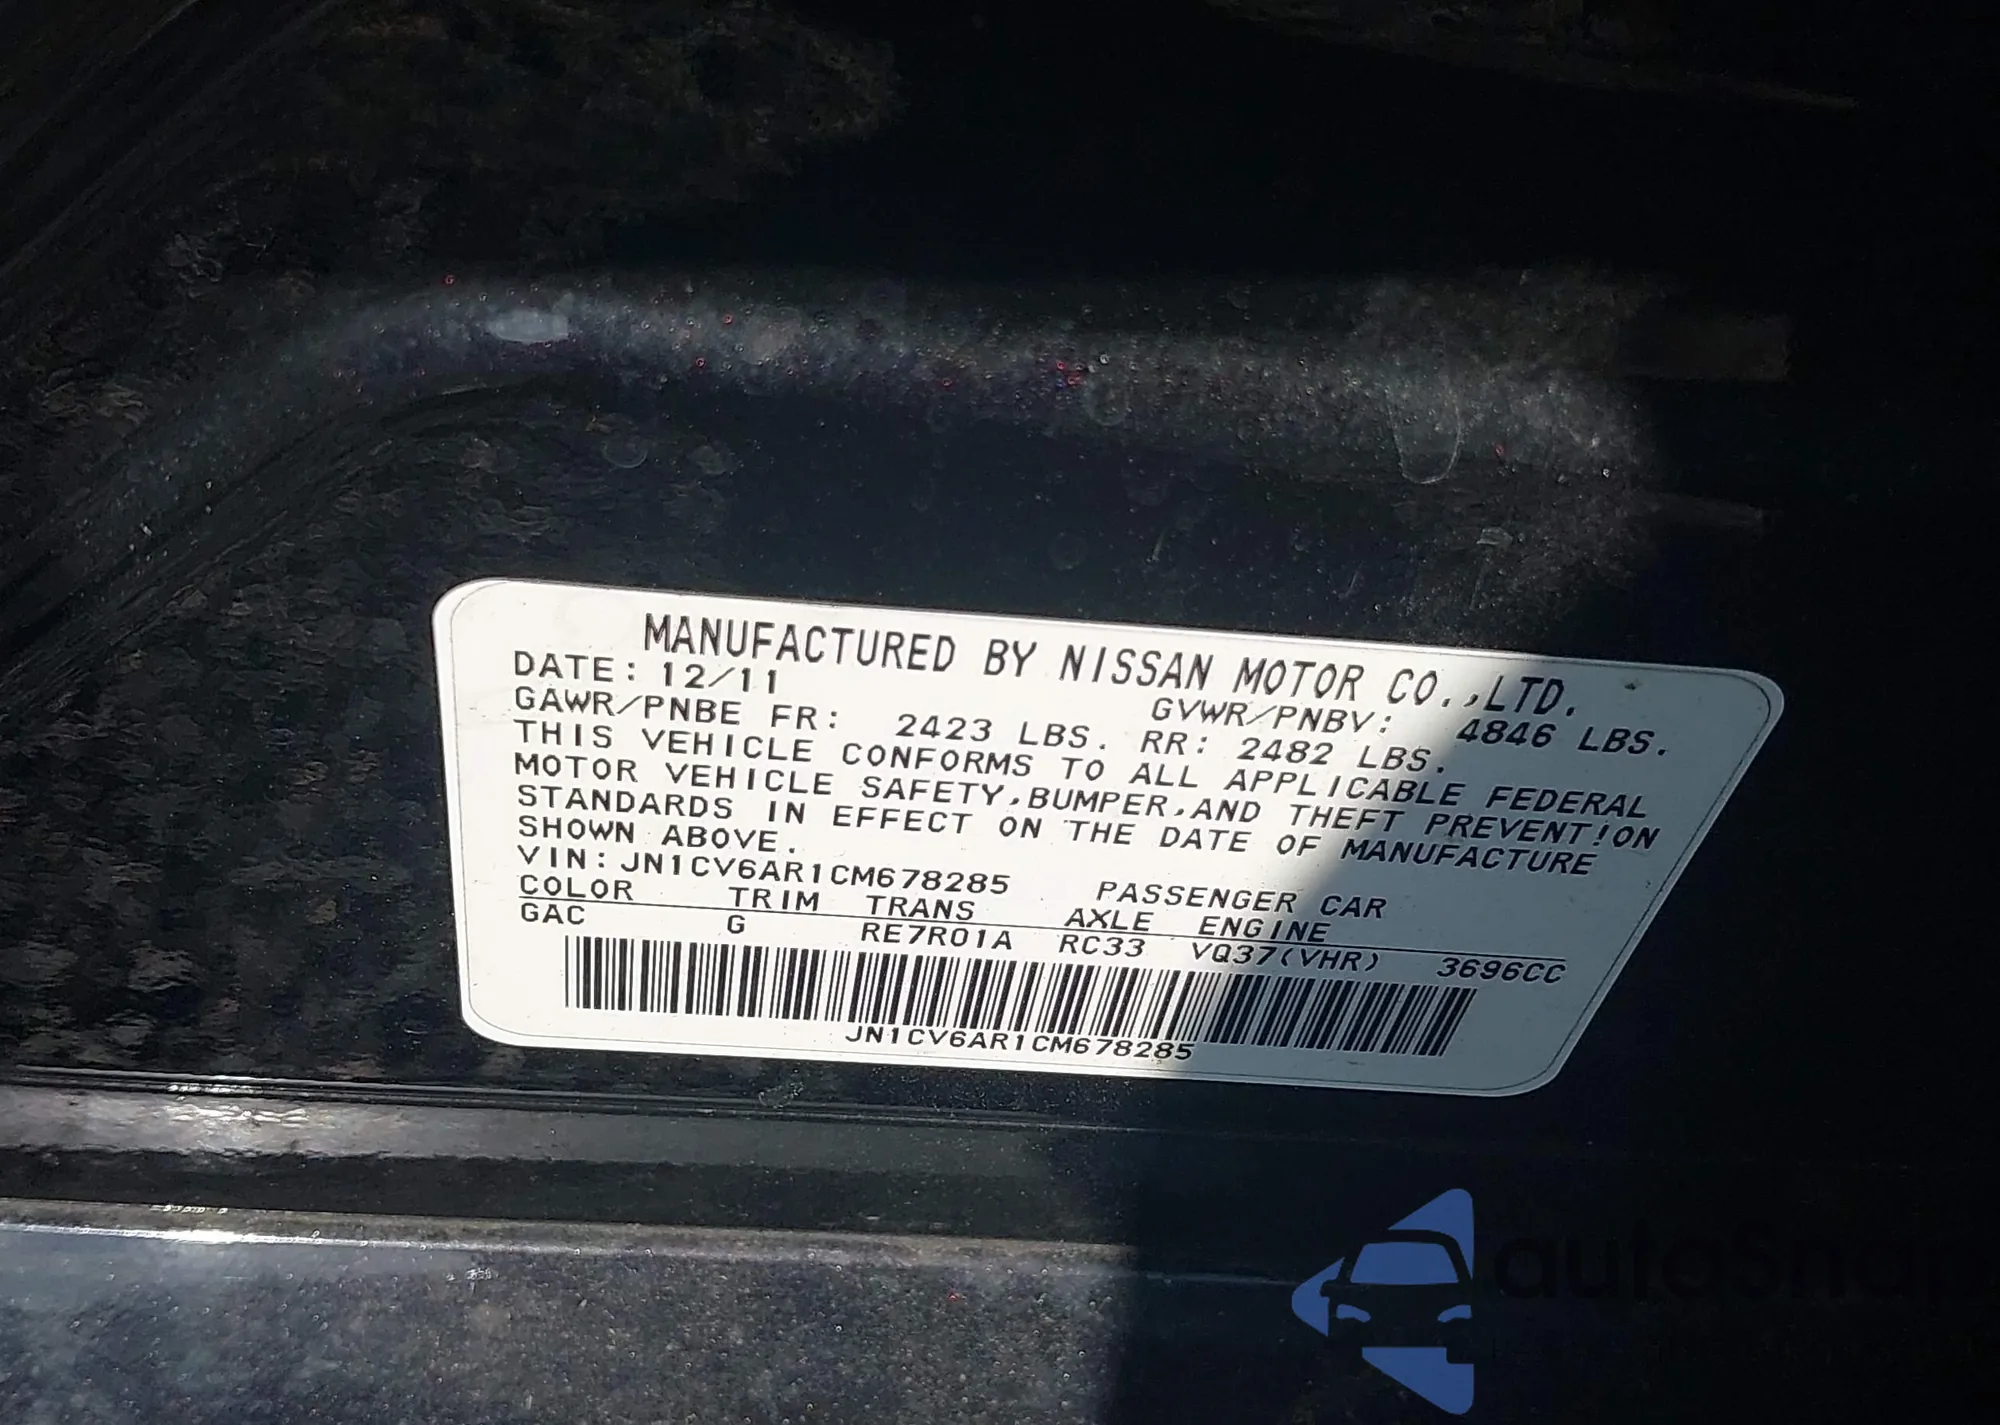 MANUFACTURED BY NISSAN MOTOR CO.,LTD.
DATE: 12/11 GVWR/PNBV: 4846 LBS.
GAWR/PNBE FR: 2423 LBS. RR: 2482 LBS.
THIS VEHICLE CONFORMS TO ALL APPLICABLE FEDERAL
MOTOR VEHICLE SAFETY,BUMPER,AND THEFT PREVENTION
STANDARDS IN EFFECT ON THE DATE OF MANUFACTURE
SHOWN ABOVE.
VIN: JN1CV6AR1CM678285 PASSENGER CAR
COLOR TRIM TRANS AXLE ENGINE
GAC G RE7R01A RC33 VQ37(VHR) 3696CC
JN1CV6AR1CM678285